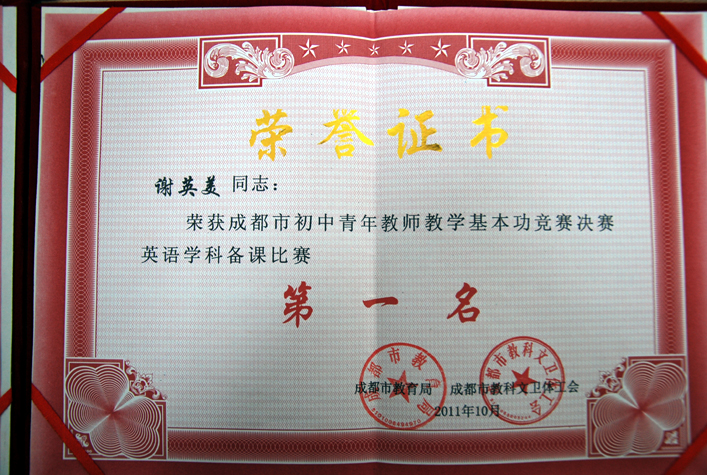 荣誉证书
谢英美 同志：
荣获成都市初中青年教师教学基本功竞赛决赛
英语学科备课比赛
第一名
成都市教育局 成都市教科文卫体工会
2011年10月